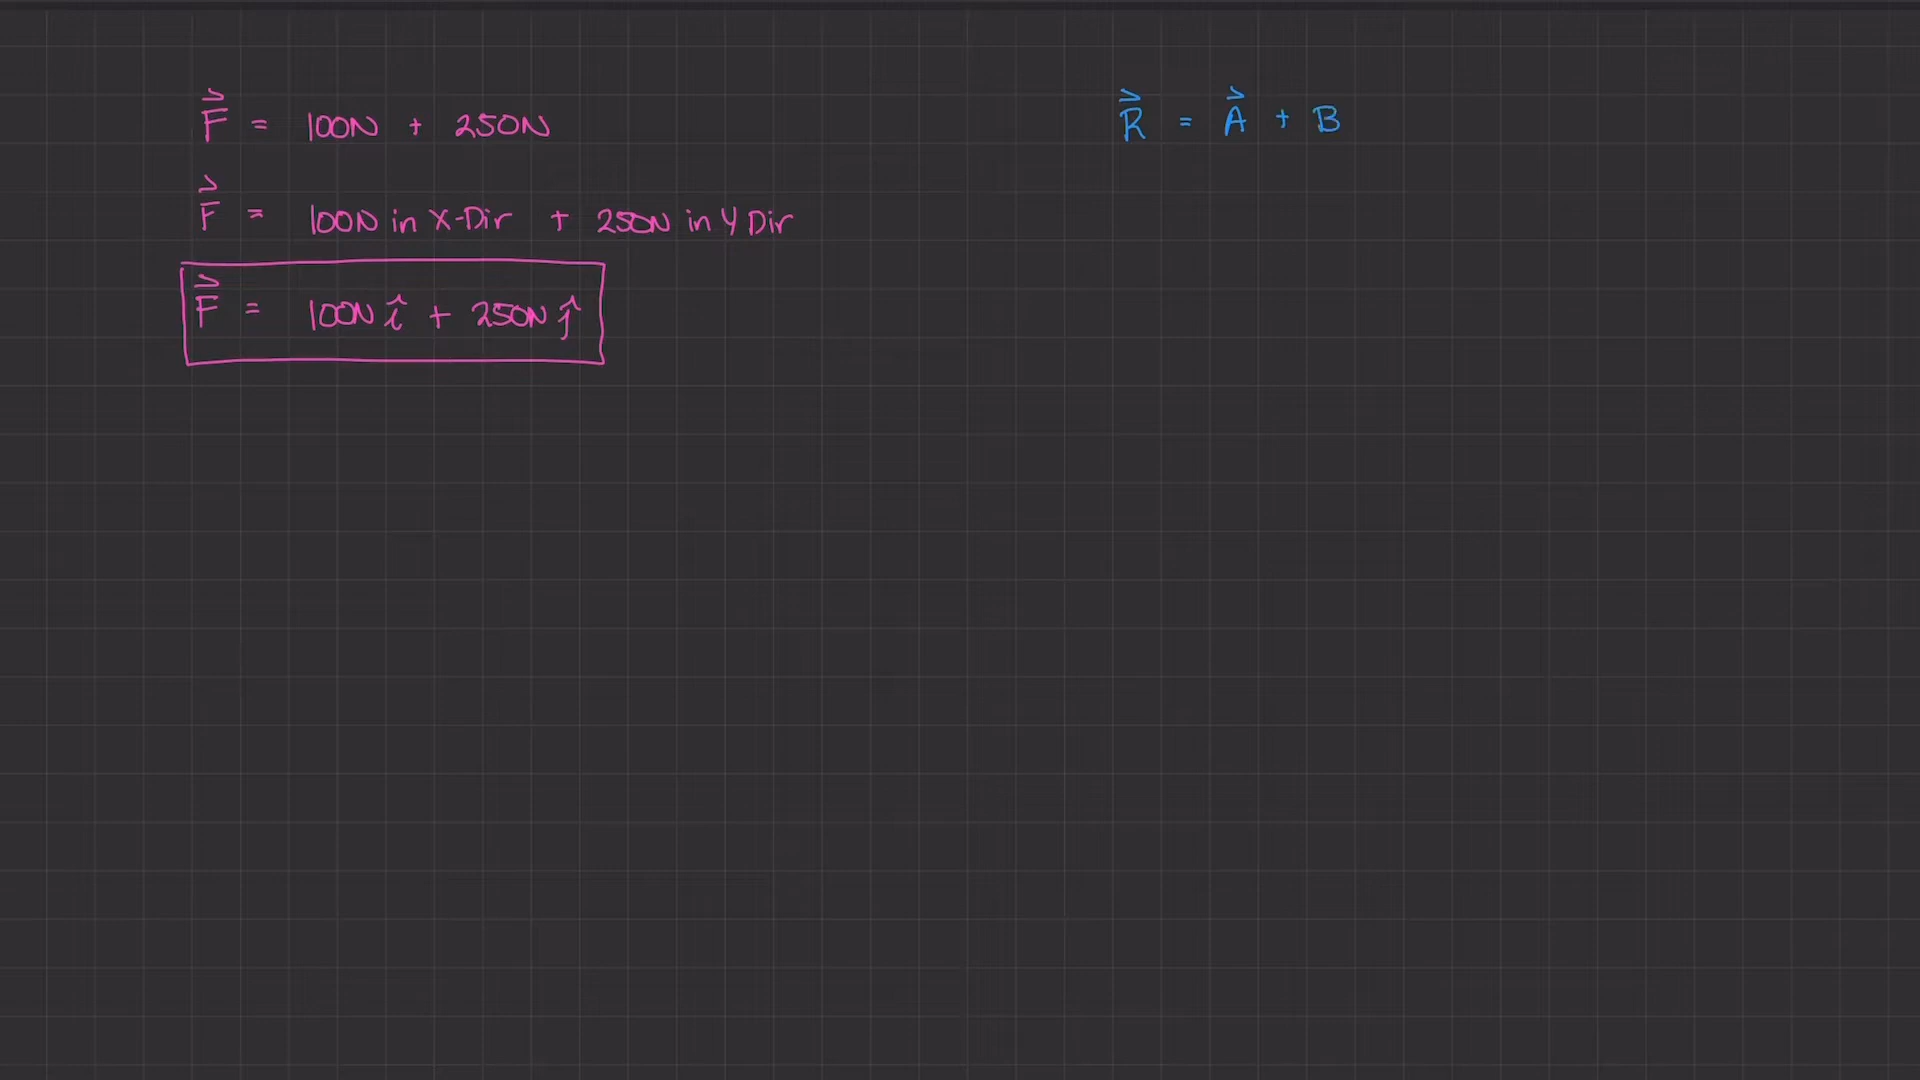 F⃗ = 100N + 250N
F⃗ = 100N in X-Dir + 250N in Y Dir
F⃗ = 100N î + 250N ĵ
R⃗ = A⃗ + B